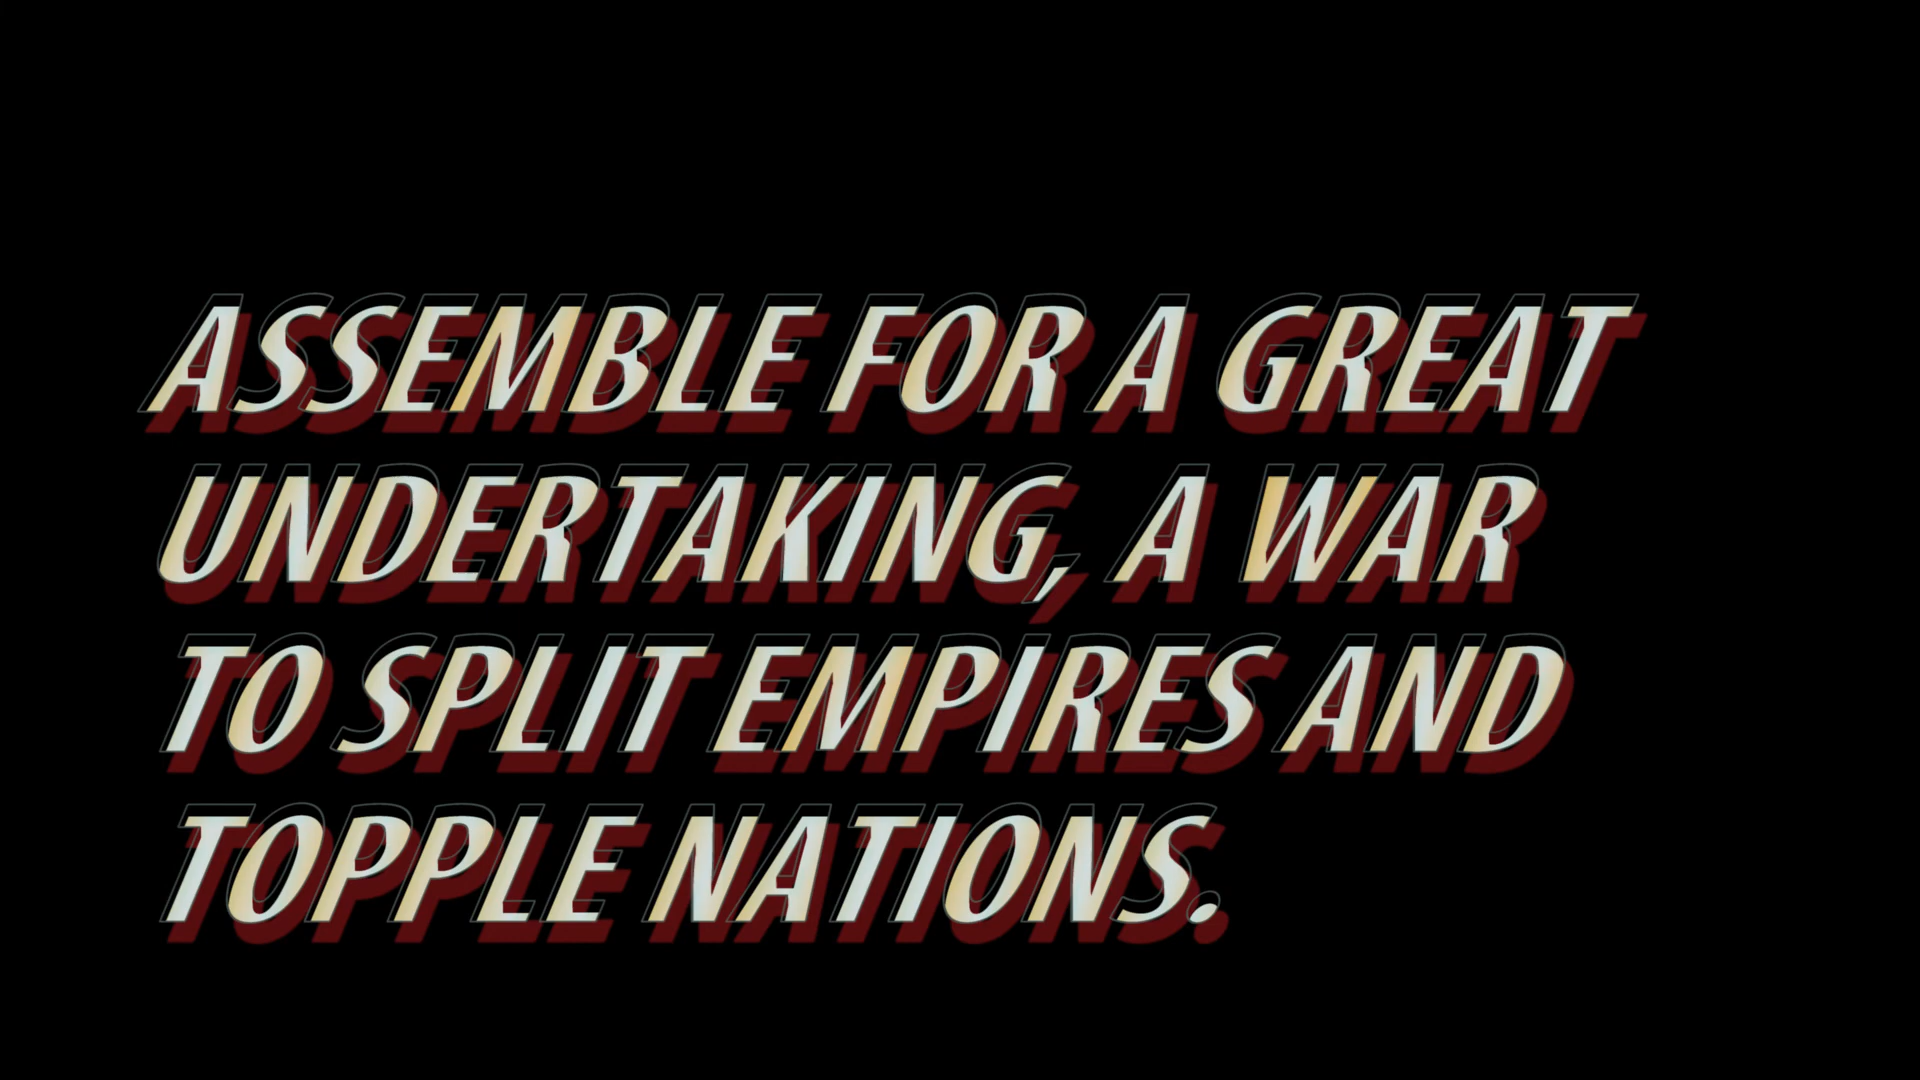 ASSEMBLE FOR A GREAT
UNDERTAKING, A WAR
TO SPLIT EMPIRES AND
TOPPLE NATIONS.